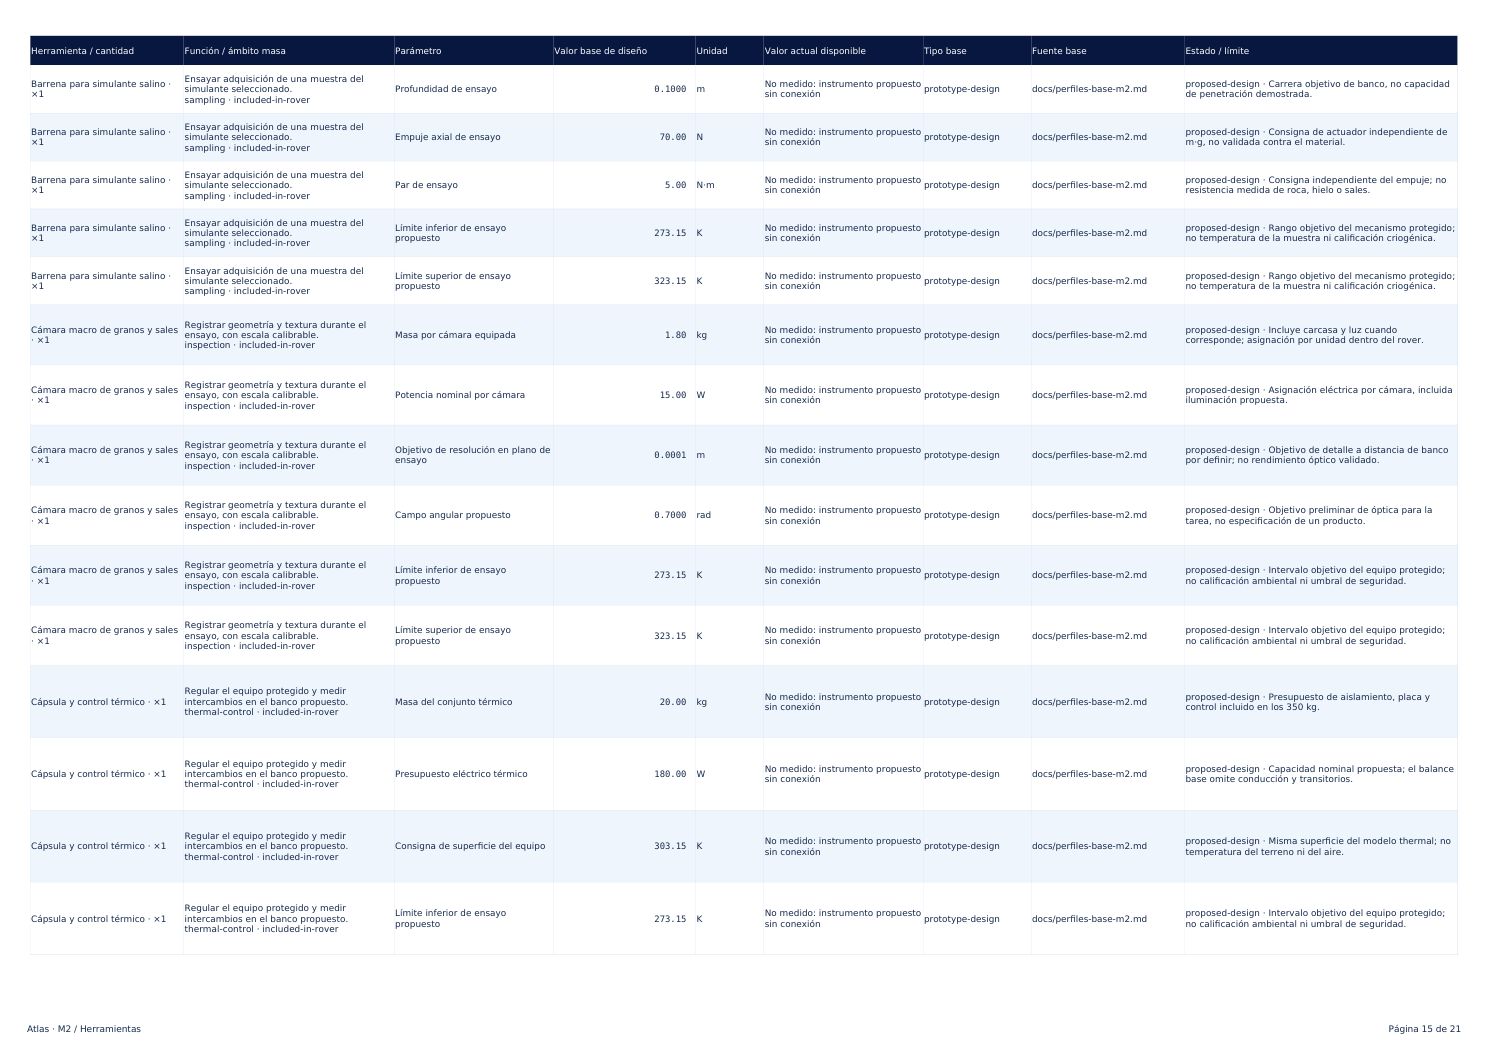 Herramienta / cantidad Función / ámbito masa Parámetro Valor base de diseño Unidad Valor actual disponible Tipo base Fuente base Estado / límite
Barrena para simulante salino ·
×1
Ensayar adquisición de una muestra del
simulante seleccionado.
sampling · included-in-rover
Profundidad de ensayo
0.1000 m
No medido: instrumento propuesto
sin conexión
prototype-design
docs/perfiles-base-m2.md
proposed-design · Carrera objetivo de banco, no capacidad
de penetración demostrada.
Barrena para simulante salino ·
×1
Ensayar adquisición de una muestra del
simulante seleccionado.
sampling · included-in-rover
Empuje axial de ensayo
70.00 N
No medido: instrumento propuesto
sin conexión
prototype-design
docs/perfiles-base-m2.md
proposed-design · Consigna de actuador independiente de
m·g, no validada contra el material.
Barrena para simulante salino ·
×1
Ensayar adquisición de una muestra del
simulante seleccionado.
sampling · included-in-rover
Par de ensayo
5.00 N·m
No medido: instrumento propuesto
sin conexión
prototype-design
docs/perfiles-base-m2.md
proposed-design · Consigna independiente del empuje; no
resistencia medida de roca, hielo o sales.
Barrena para simulante salino ·
×1
Ensayar adquisición de una muestra del
simulante seleccionado.
sampling · included-in-rover
Límite inferior de ensayo
propuesto
273.15 K
No medido: instrumento propuesto
sin conexión
prototype-design
docs/perfiles-base-m2.md
proposed-design · Rango objetivo del mecanismo protegido;
no temperatura de la muestra ni calificación criogénica.
Barrena para simulante salino ·
×1
Ensayar adquisición de una muestra del
simulante seleccionado.
sampling · included-in-rover
Límite superior de ensayo
propuesto
323.15 K
No medido: instrumento propuesto
sin conexión
prototype-design
docs/perfiles-base-m2.md
proposed-design · Rango objetivo del mecanismo protegido;
no temperatura de la muestra ni calificación criogénica.
Cámara macro de granos y sales
· ×1
Registrar geometría y textura durante el
ensayo, con escala calibrable.
inspection · included-in-rover
Masa por cámara equipada
1.80 kg
No medido: instrumento propuesto
sin conexión
prototype-design
docs/perfiles-base-m2.md
proposed-design · Incluye carcasa y luz cuando
corresponde; asignación por unidad dentro del rover.
Cámara macro de granos y sales
· ×1
Registrar geometría y textura durante el
ensayo, con escala calibrable.
inspection · included-in-rover
Potencia nominal por cámara
15.00 W
No medido: instrumento propuesto
sin conexión
prototype-design
docs/perfiles-base-m2.md
proposed-design · Asignación eléctrica por cámara, incluida
iluminación propuesta.
Cámara macro de granos y sales
· ×1
Registrar geometría y textura durante el
ensayo, con escala calibrable.
inspection · included-in-rover
Objetivo de resolución en plano de
ensayo
0.0001 m
No medido: instrumento propuesto
sin conexión
prototype-design
docs/perfiles-base-m2.md
proposed-design · Objetivo de detalle a distancia de banco
por definir; no rendimiento óptico validado.
Cámara macro de granos y sales
· ×1
Registrar geometría y textura durante el
ensayo, con escala calibrable.
inspection · included-in-rover
Campo angular propuesto
0.7000 rad
No medido: instrumento propuesto
sin conexión
prototype-design
docs/perfiles-base-m2.md
proposed-design · Objetivo preliminar de óptica para la
tarea, no especificación de un producto.
Cámara macro de granos y sales
· ×1
Registrar geometría y textura durante el
ensayo, con escala calibrable.
inspection · included-in-rover
Límite inferior de ensayo
propuesto
273.15 K
No medido: instrumento propuesto
sin conexión
prototype-design
docs/perfiles-base-m2.md
proposed-design · Intervalo objetivo del equipo protegido;
no calificación ambiental ni umbral de seguridad.
Cámara macro de granos y sales
· ×1
Registrar geometría y textura durante el
ensayo, con escala calibrable.
inspection · included-in-rover
Límite superior de ensayo
propuesto
323.15 K
No medido: instrumento propuesto
sin conexión
prototype-design
docs/perfiles-base-m2.md
proposed-design · Intervalo objetivo del equipo protegido;
no calificación ambiental ni umbral de seguridad.
Cápsula y control térmico · ×1
Regular el equipo protegido y medir
intercambios en el banco propuesto.
thermal-control · included-in-rover
Masa del conjunto térmico
20.00 kg
No medido: instrumento propuesto
sin conexión
prototype-design
docs/perfiles-base-m2.md
proposed-design · Presupuesto de aislamiento, placa y
control incluido en los 350 kg.
Cápsula y control térmico · ×1
Regular el equipo protegido y medir
intercambios en el banco propuesto.
thermal-control · included-in-rover
Presupuesto eléctrico térmico
180.00 W
No medido: instrumento propuesto
sin conexión
prototype-design
docs/perfiles-base-m2.md
proposed-design · Capacidad nominal propuesta; el balance
base omite conducción y transitorios.
Cápsula y control térmico · ×1
Regular el equipo protegido y medir
intercambios en el banco propuesto.
thermal-control · included-in-rover
Consigna de superficie del equipo
303.15 K
No medido: instrumento propuesto
sin conexión
prototype-design
docs/perfiles-base-m2.md
proposed-design · Misma superficie del modelo thermal; no
temperatura del terreno ni del aire.
Cápsula y control térmico · ×1
Regular el equipo protegido y medir
intercambios en el banco propuesto.
thermal-control · included-in-rover
Límite inferior de ensayo
propuesto
273.15 K
No medido: instrumento propuesto
sin conexión
prototype-design
docs/perfiles-base-m2.md
proposed-design · Intervalo objetivo del equipo protegido;
no calificación ambiental ni umbral de seguridad.
Atlas · M2 / Herramientas
Página 15 de 21